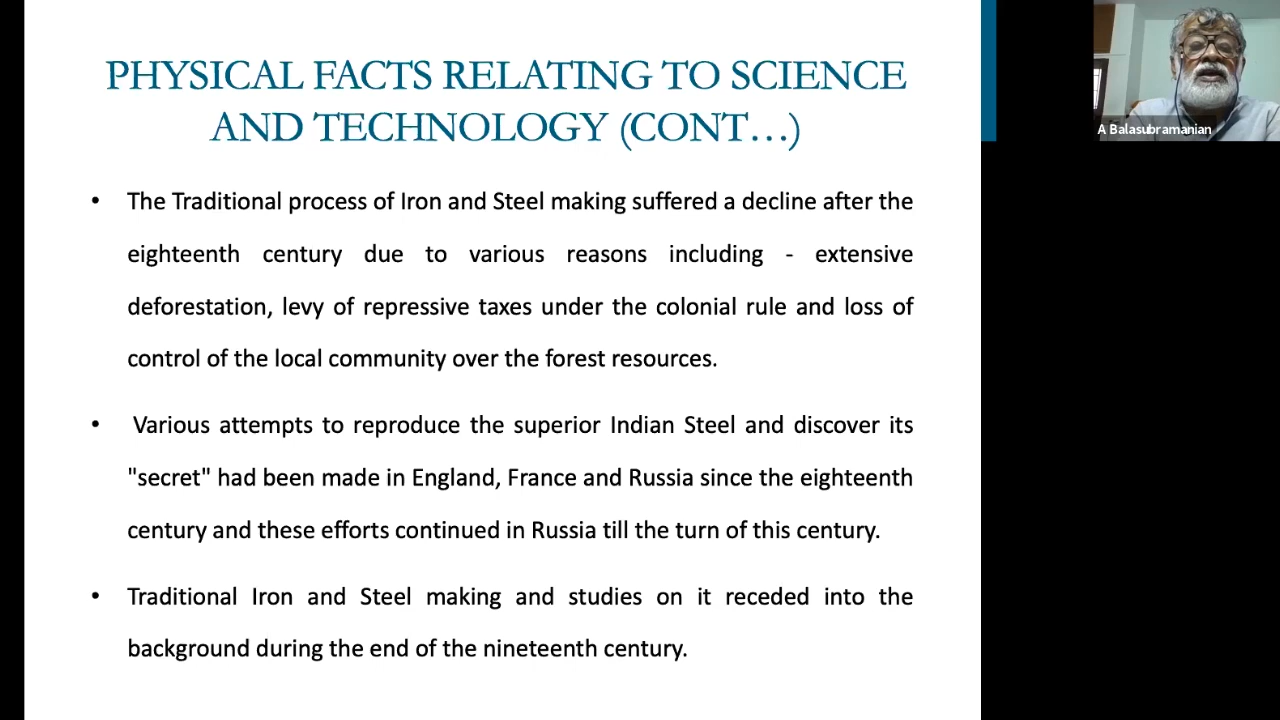 PHYSICAL FACTS RELATING TO SCIENCE
AND TECHNOLOGY (CONT...)
• The Traditional process of Iron and Steel making suffered a decline after the
eighteenth century due to various reasons including - extensive
deforestation, levy of repressive taxes under the colonial rule and loss of
control of the local community over the forest resources.
• Various attempts to reproduce the superior Indian Steel and discover its
"secret" had been made in England, France and Russia since the eighteenth
century and these efforts continued in Russia till the turn of this century.
• Traditional Iron and Steel making and studies on it receded into the
background during the end of the nineteenth century.
A Balasubramanian